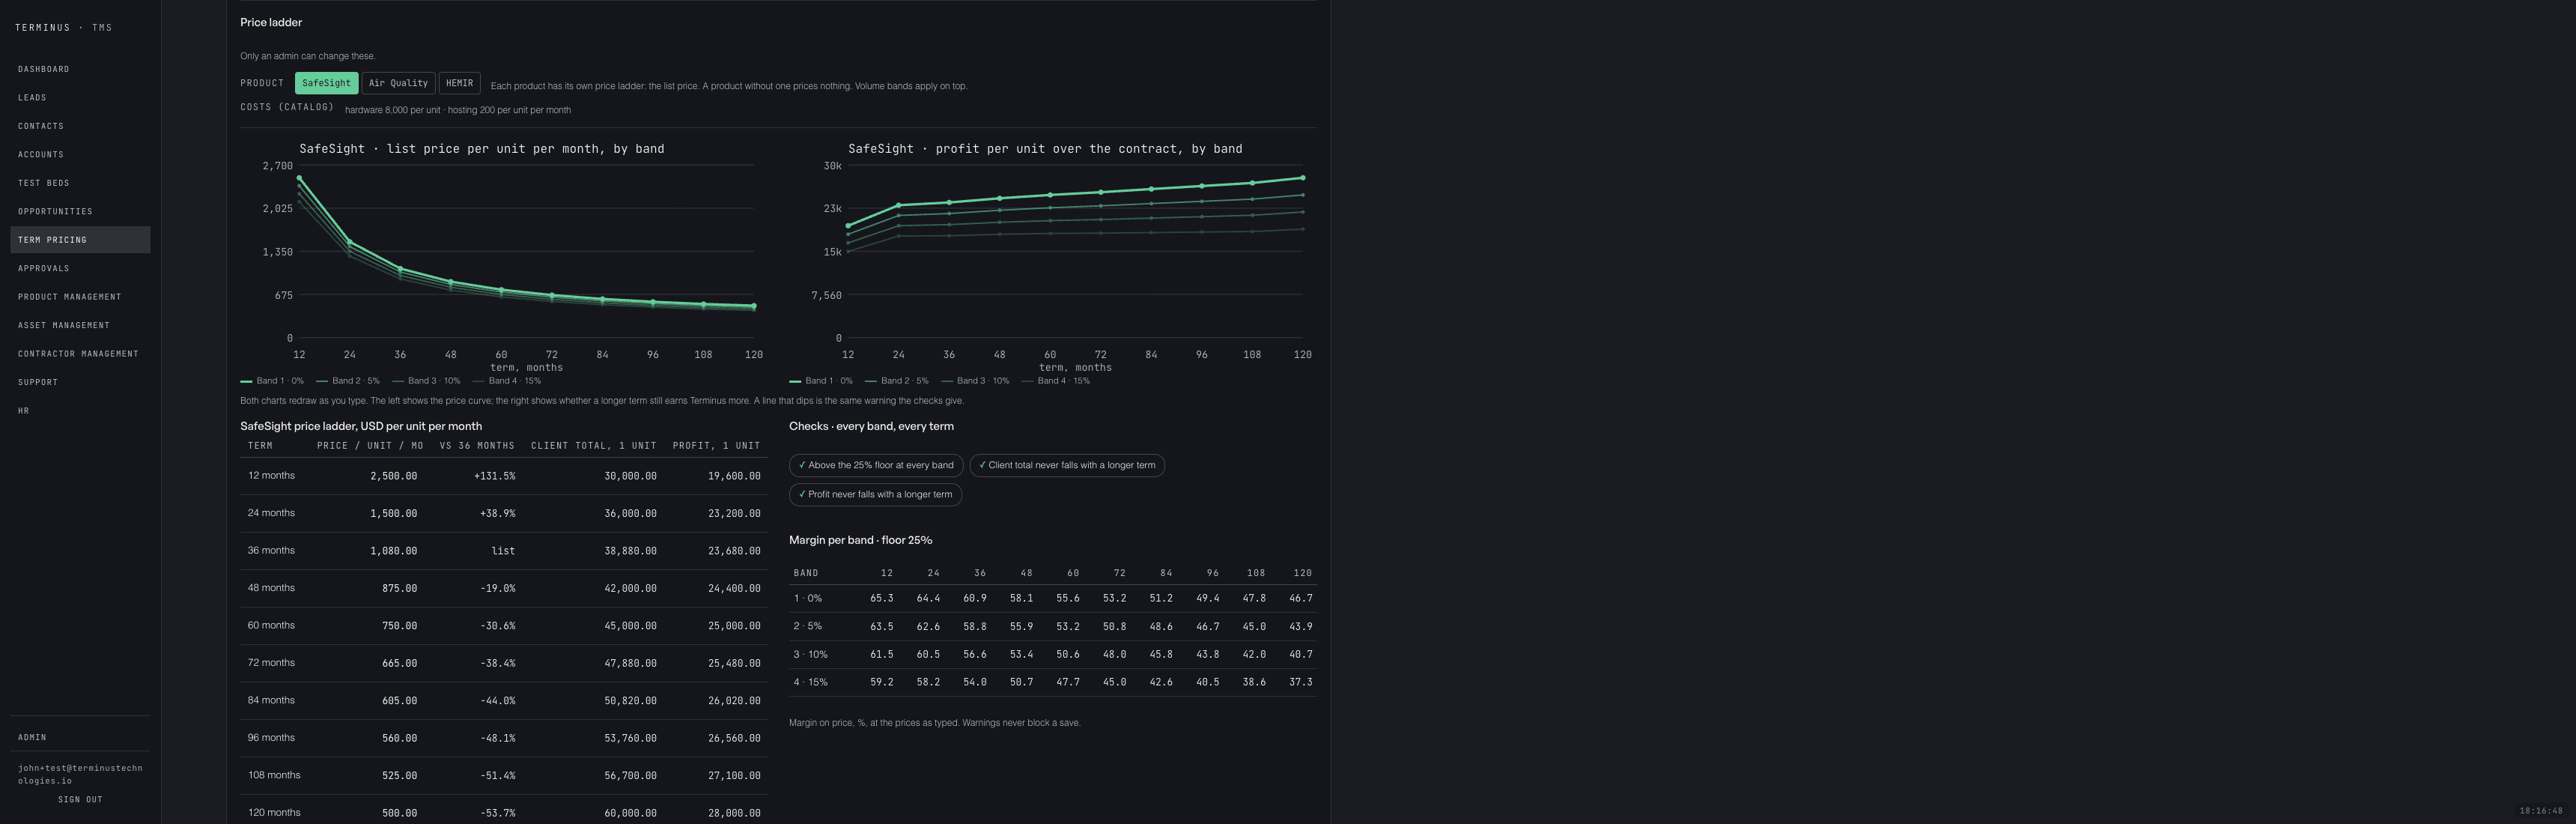 TERMINUS · TMS
DASHBOARD
LEADS
CONTACTS
ACCOUNTS
TEST BEDS
OPPORTUNITIES
TERM PRICING
APPROVALS
PRODUCT MANAGEMENT
ASSET MANAGEMENT
CONTRACTOR MANAGEMENT
SUPPORT
HR
ADMIN
john+test@terminustechn
ologies.io
SIGN OUT
Price ladder
Only an admin can change these.
PRODUCT SafeSight Air Quality HEMIR Each product has its own price ladder: the list price. A product without one prices nothing. Volume bands apply on top.
COSTS (CATALOG) hardware 8,000 per unit · hosting 200 per unit per month
SafeSight · list price per unit per month, by band
2,700
2,025
1,350
675
0
12 24 36 48 60 72 84 96 108 120
term, months
Band 1 · 0% Band 2 · 5% Band 3 · 10% Band 4 · 15%
SafeSight · profit per unit over the contract, by band
30k
23k
15k
7,560
0
12 24 36 48 60 72 84 96 108 120
term, months
Band 1 · 0% Band 2 · 5% Band 3 · 10% Band 4 · 15%
Both charts redraw as you type. The left shows the price curve; the right shows whether a longer term still earns Terminus more. A line that dips is the same warning the checks give.
SafeSight price ladder, USD per unit per month
TERM PRICE / UNIT / MO VS 36 MONTHS CLIENT TOTAL, 1 UNIT PROFIT, 1 UNIT
12 months 2,500.00 +131.5% 30,000.00 19,600.00
24 months 1,500.00 +38.9% 36,000.00 23,200.00
36 months 1,080.00 list 38,880.00 23,680.00
48 months 875.00 -19.0% 42,000.00 24,400.00
60 months 750.00 -30.6% 45,000.00 25,000.00
72 months 665.00 -38.4% 47,880.00 25,480.00
84 months 605.00 -44.0% 50,820.00 26,020.00
96 months 560.00 -48.1% 53,760.00 26,560.00
108 months 525.00 -51.4% 56,700.00 27,100.00
120 months 500.00 -53.7% 60,000.00 28,000.00
Checks · every band, every term
✓ Above the 25% floor at every band ✓ Client total never falls with a longer term
✓ Profit never falls with a longer term
Margin per band · floor 25%
BAND 12 24 36 48 60 72 84 96 108 120
1 · 0% 65.3 64.4 60.9 58.1 55.6 53.2 51.2 49.4 47.8 46.7
2 · 5% 63.5 62.6 58.8 55.9 53.2 50.8 48.6 46.7 45.0 43.9
3 · 10% 61.5 60.5 56.6 53.4 50.6 48.0 45.8 43.8 42.0 40.7
4 · 15% 59.2 58.2 54.0 50.7 47.7 45.0 42.6 40.5 38.6 37.3
Margin on price, %, at the prices as typed. Warnings never block a save.
18:16:48